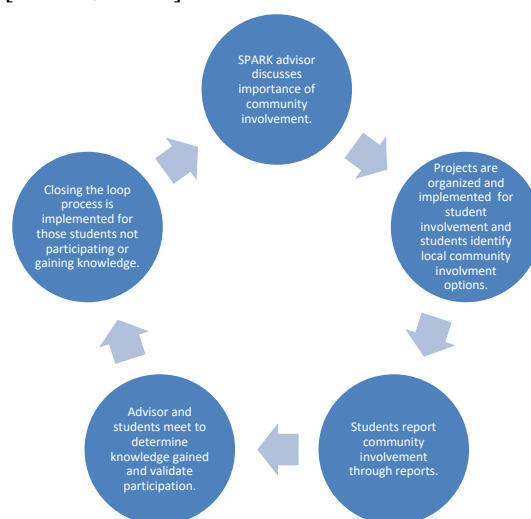 SPARK advisor
discusses
importance of
community
involvement.
Projects are
organized and
implemented for
student
involvement and
students identify
local community
involvment
options.
Students report
community
involvement
through reports.
Advisor and
students meet to
determine
knowledge gained
and validate
participation.
Closing the loop
process is
implemented for
those students not
participating or
gaining knowledge.